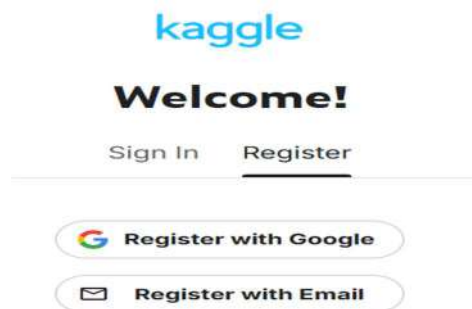 kaggle
Welcome!
Sign In Register
Register with Google
Register with Email